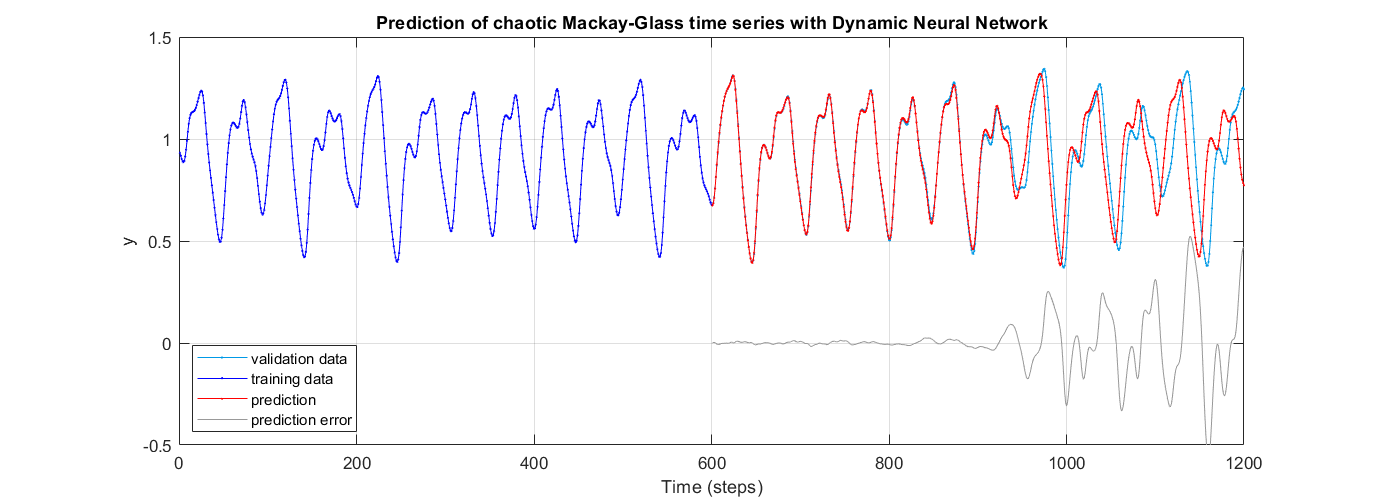 Prediction of chaotic Mackay-Glass time series with Dynamic Neural Network
1.5
1
0.5
0
-0.5
y
validation data
training data
prediction
prediction error
0 200 400 600 800 1000 1200
Time (steps)